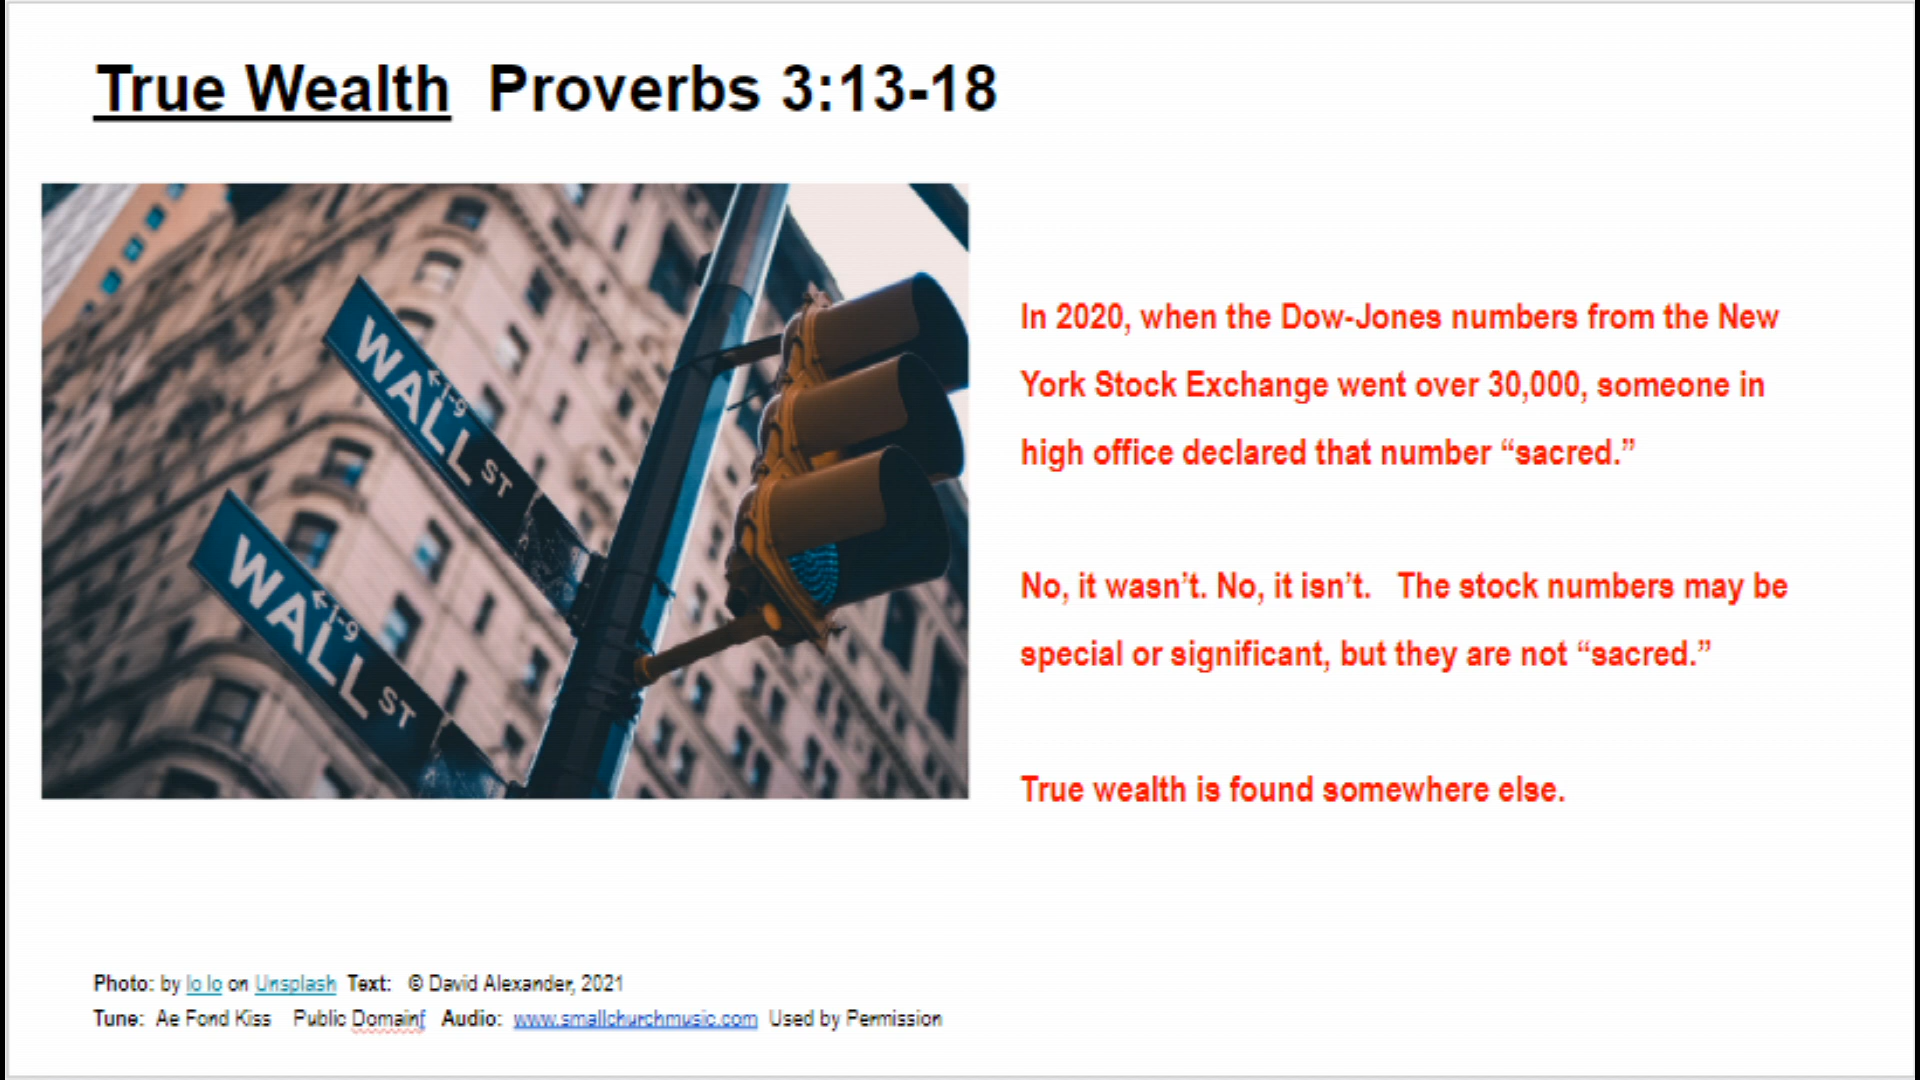 True Wealth  Proverbs 3:13-18
WALL ST
←1-9
WALL ST
←1-9
In 2020, when the Dow-Jones numbers from the New
York Stock Exchange went over 30,000, someone in
high office declared that number “sacred.”
No, it wasn’t. No, it isn’t.   The stock numbers may be
special or significant, but they are not “sacred.”
True wealth is found somewhere else.
Photo: by lo lo on Unsplash  Text:   © David Alexander, 2021
Tune:  Ae Fond Kiss    Public Domainf   Audio:  www.smallchurchmusic.com  Used by Permission